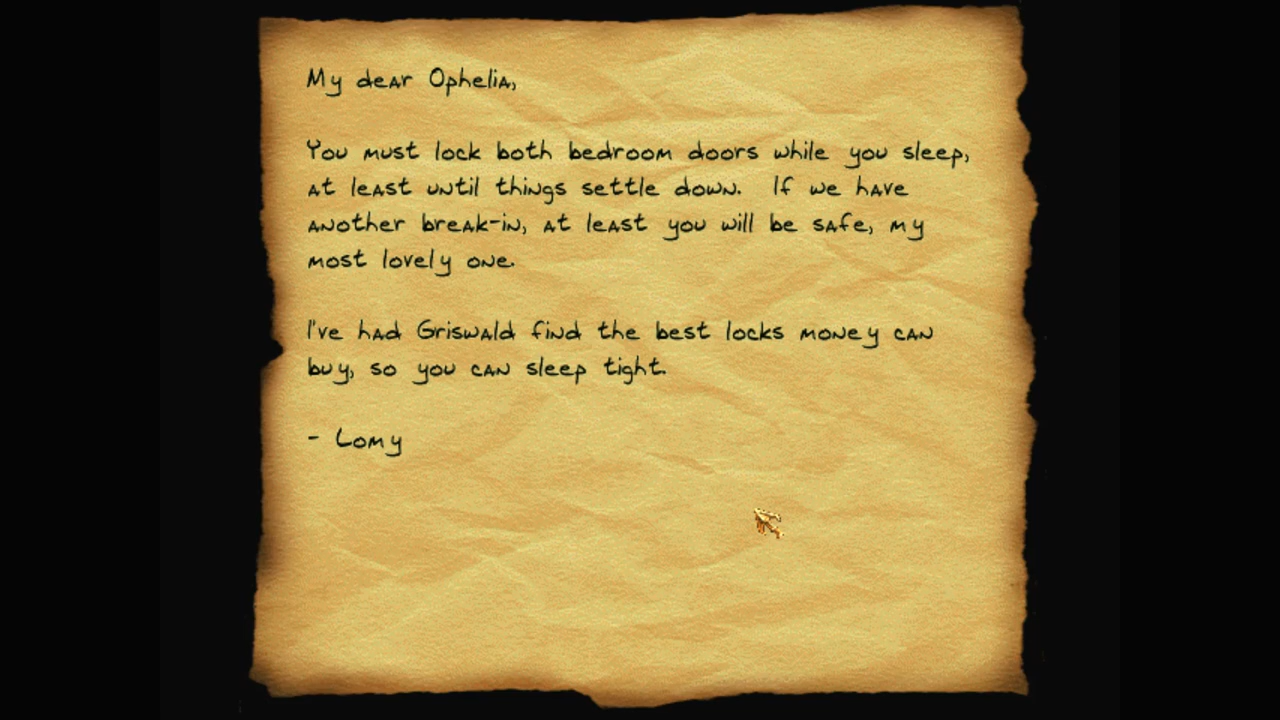 My dear Ophelia,
You must lock both bedroom doors while you sleep,
at least until things settle down.  If we have
another break-in, at least you will be safe, my
most lovely one.
I've had Griswald find the best locks money can
buy, so you can sleep tight.
- Lomy